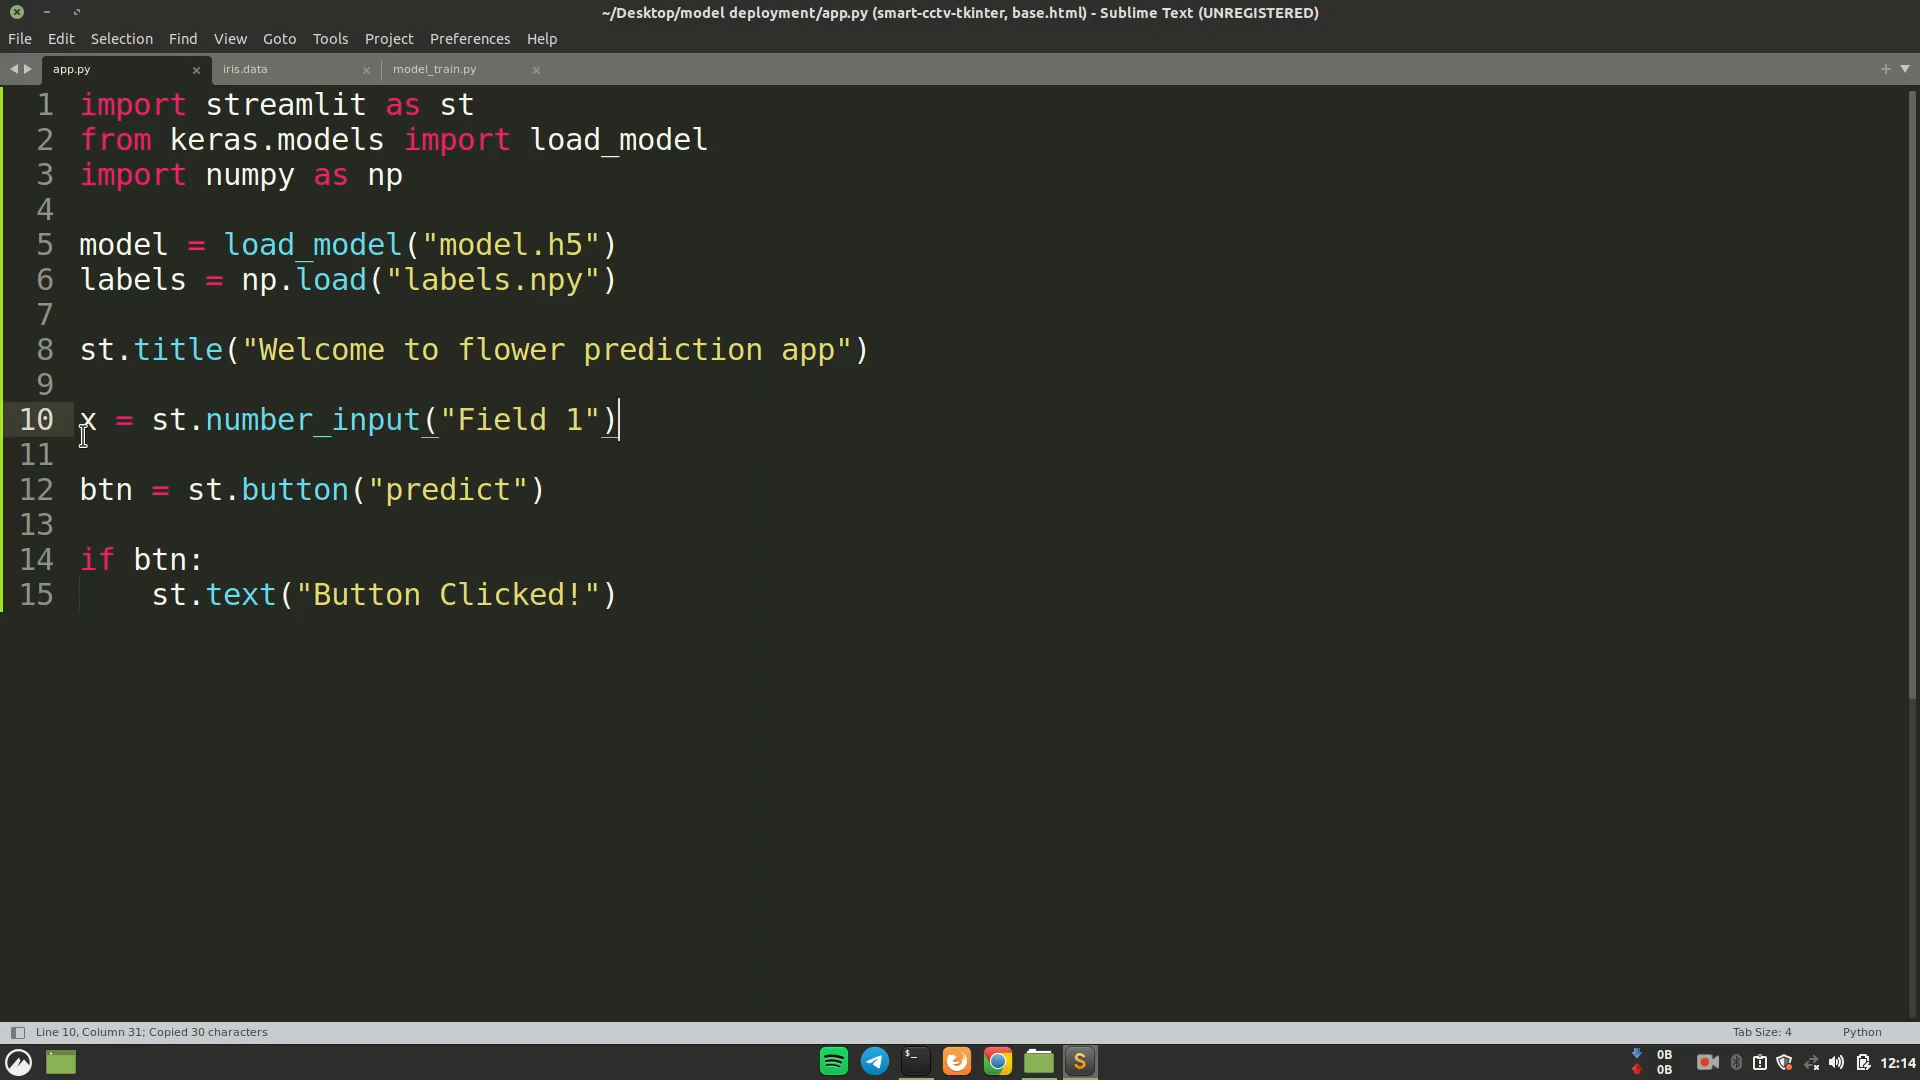 ~/Desktop/model deployment/app.py (smart-cctv-tkinter, base.html) - Sublime Text (UNREGISTERED)
File Edit Selection Find View Goto Tools Project Preferences Help
app.py iris.data model_train.py
1 import streamlit as st
2 from keras.models import load_model
3 import numpy as np
4
5 model = load_model("model.h5")
6 labels = np.load("labels.npy")
7
8 st.title("Welcome to flower prediction app")
9
10 x = st.number_input("Field 1")
11
12 btn = st.button("predict")
13
14 if btn:
15     st.text("Button Clicked!")
Line 10, Column 31; Copied 30 characters Tab Size: 4 Python
0B
0B
12:14